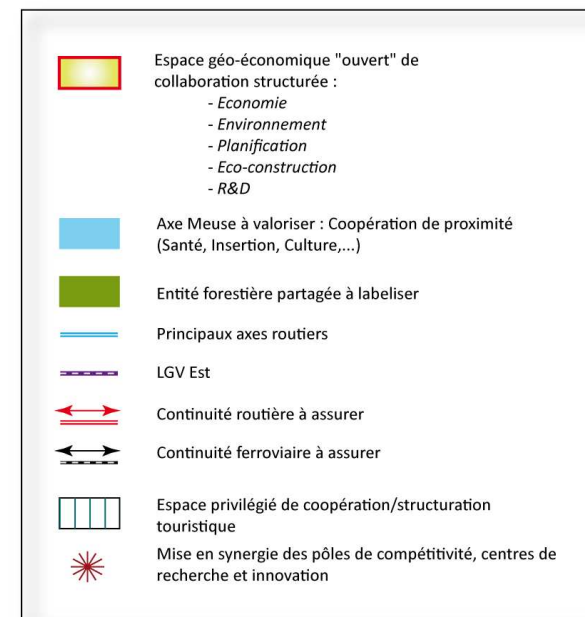 Espace géo-économique "ouvert" de
collaboration structurée :
- Economie
- Environnement
- Planification
- Eco-construction
- R&D
Axe Meuse à valoriser : Coopération de proximité
(Santé, Insertion, Culture,...)
Entité forestière partagée à labeliser
Principaux axes routiers
LGV Est
Continuité routière à assurer
Continuité ferroviaire à assurer
Espace privilégié de coopération/structuration
touristique
Mise en synergie des pôles de compétitivité, centres de
recherche et innovation